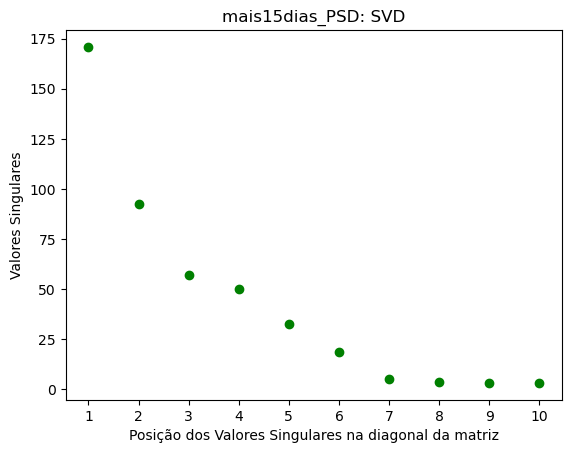 mais15dias_PSD: SVD
Valores Singulares
175
150
125
100
75
50
25
0
1 2 3 4 5 6 7 8 9 10
Posição dos Valores Singulares na diagonal da matriz